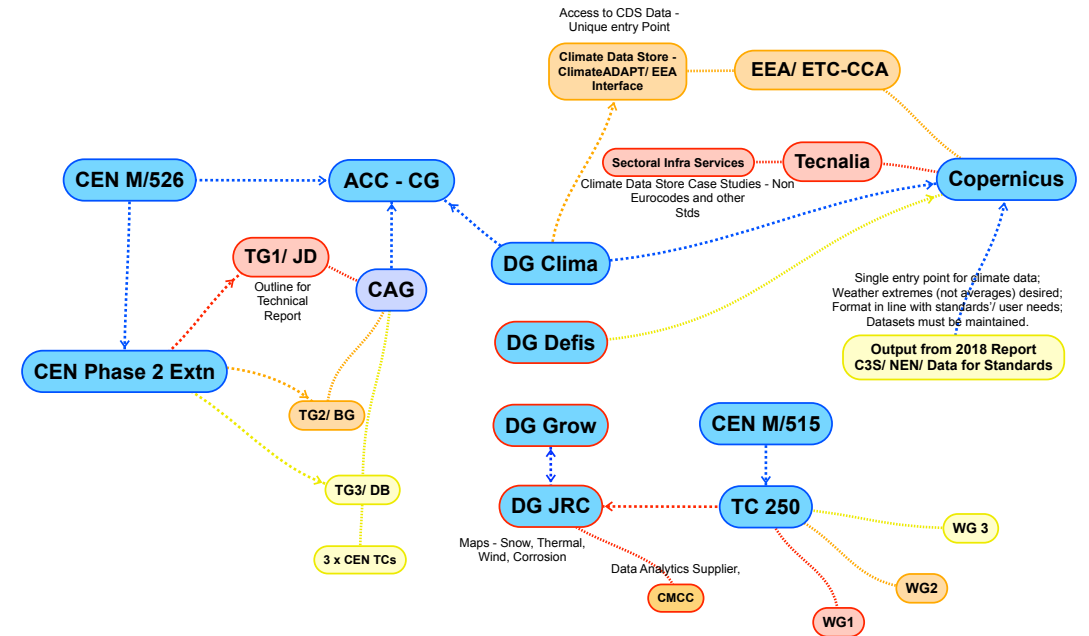 Access to CDS Data -
Unique entry Point
Climate Data Store -
ClimateADAPT/ EEA
Interface
EEA/ ETC-CCA
Sectoral Infra Services
Tecnalia
Climate Data Store Case Studies - Non
Eurocodes and other
Stds
CEN M/526
ACC - CG
Copernicus
TG1/ JD
Outline for
Technical
Report
CAG
DG Clima
Single entry point for climate data;
Weather extremes (not averages) desired;
Format in line with standards'/ user needs;
Datasets must be maintained.
DG Defis
Output from 2018 Report
C3S/ NEN/ Data for Standards
CEN Phase 2 Extn
TG2/ BG
DG Grow
CEN M/515
TG3/ DB
DG JRC
TC 250
WG 3
Maps - Snow, Thermal,
Wind, Corrosion
3 x CEN TCs
Data Analytics Supplier,
CMCC
WG2
WG1